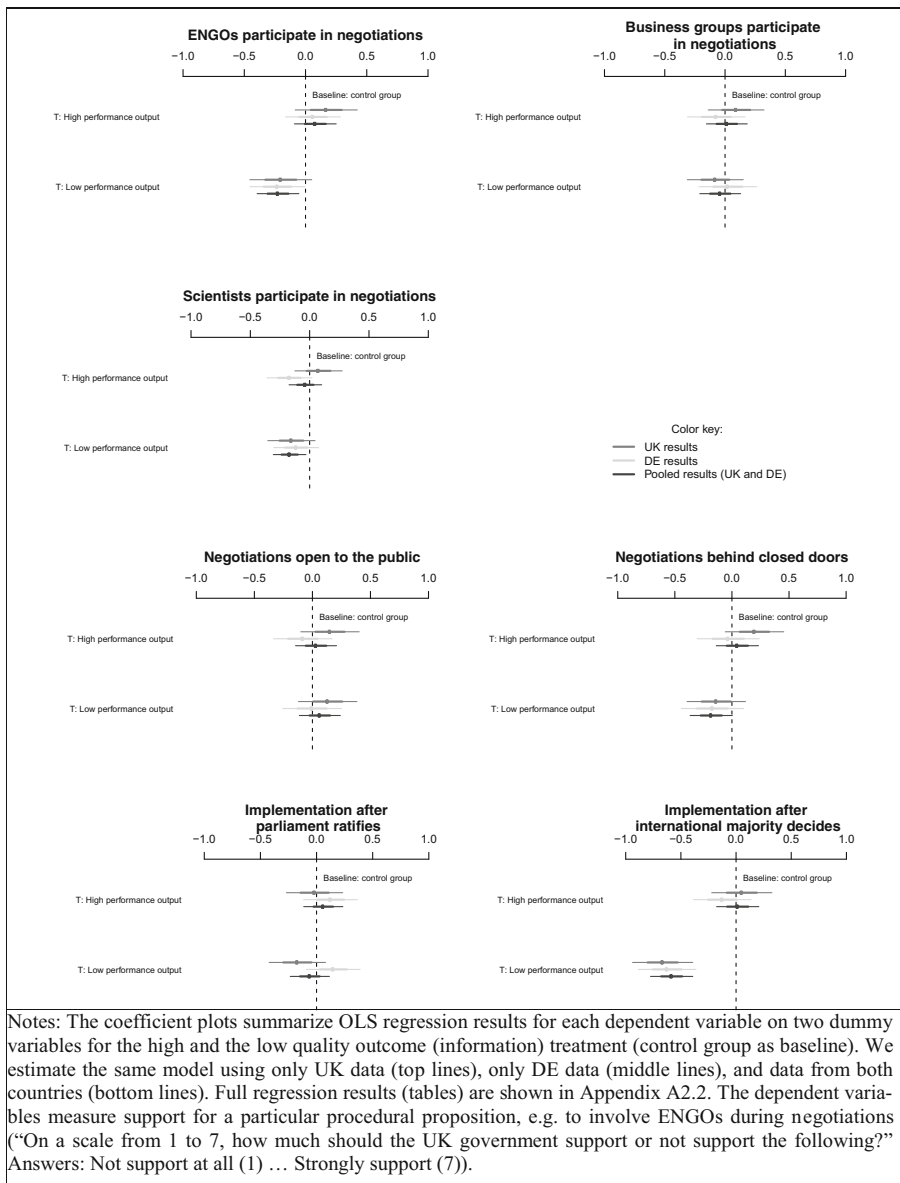 ENGOs participate in negotiations
−1.0 −0.5 0.0 0.5 1.0
Baseline: control group
T: High performance output
T: Low performance output
Business groups participate
in negotiations
−1.0 −0.5 0.0 0.5 1.0
Baseline: control group
T: High performance output
T: Low performance output
Scientists participate in negotiations
−1.0 −0.5 0.0 0.5 1.0
Baseline: control group
T: High performance output
T: Low performance output
Color key:
UK results
DE results
Pooled results (UK and DE)
Negotiations open to the public
−1.0 −0.5 0.0 0.5 1.0
Baseline: control group
T: High performance output
T: Low performance output
Negotiations behind closed doors
−1.0 −0.5 0.0 0.5 1.0
Baseline: control group
T: High performance output
T: Low performance output
Implementation after
parliament ratifies
−1.0 −0.5 0.0 0.5 1.0
Baseline: control group
T: High performance output
T: Low performance output
Implementation after
international majority decides
−1.0 −0.5 0.0 0.5 1.0
Baseline: control group
T: High performance output
T: Low performance output
Notes: The coefficient plots summarize OLS regression results for each dependent variable on two dummy
variables for the high and the low quality outcome (information) treatment (control group as baseline). We
estimate the same model using only UK data (top lines), only DE data (middle lines), and data from both
countries (bottom lines). Full regression results (tables) are shown in Appendix A2.2. The dependent varia-
bles measure support for a particular procedural proposition, e.g. to involve ENGOs during negotiations
(“On a scale from 1 to 7, how much should the UK government support or not support the following?”
Answers: Not support at all (1) … Strongly support (7)).